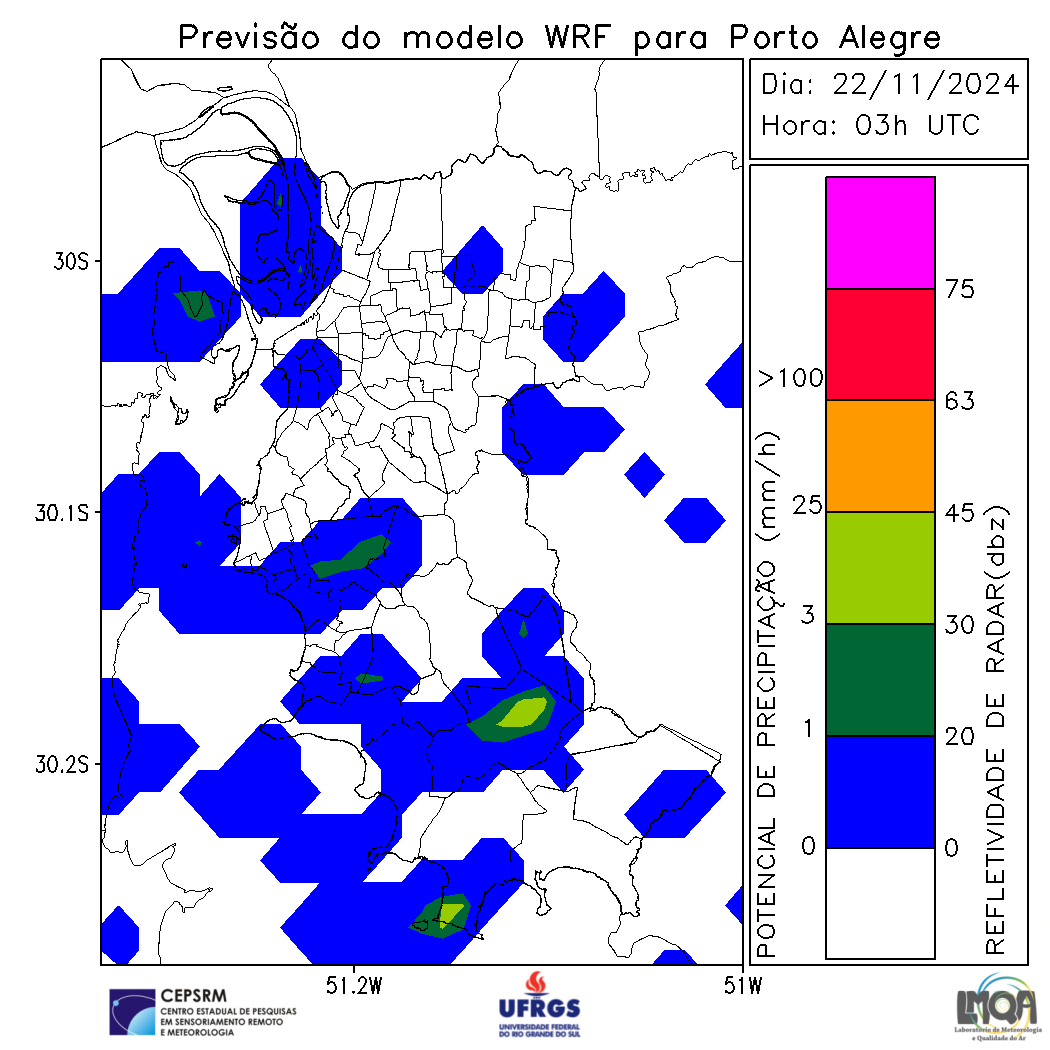 Previsão do modelo WRF para Porto Alegre
Dia: 22/11/2024
Hora: 03h UTC
30S
30.1S
30.2S
51.2W
51W
POTENCIAL DE PRECIPITAÇÃO (mm/h)
>100
25
3
1
0
75
63
45
30
20
0
REFLETIVIDADE DE RADAR(dbz)
CEPSRM
CENTRO ESTADUAL DE PESQUISAS
EM SENSORIAMENTO REMOTO
E METEOROLOGIA
UFRGS
UNIVERSIDADE FEDERAL
DO RIO GRANDE DO SUL
LMQA
Laboratório de Meteorologia
e Qualidade do Ar